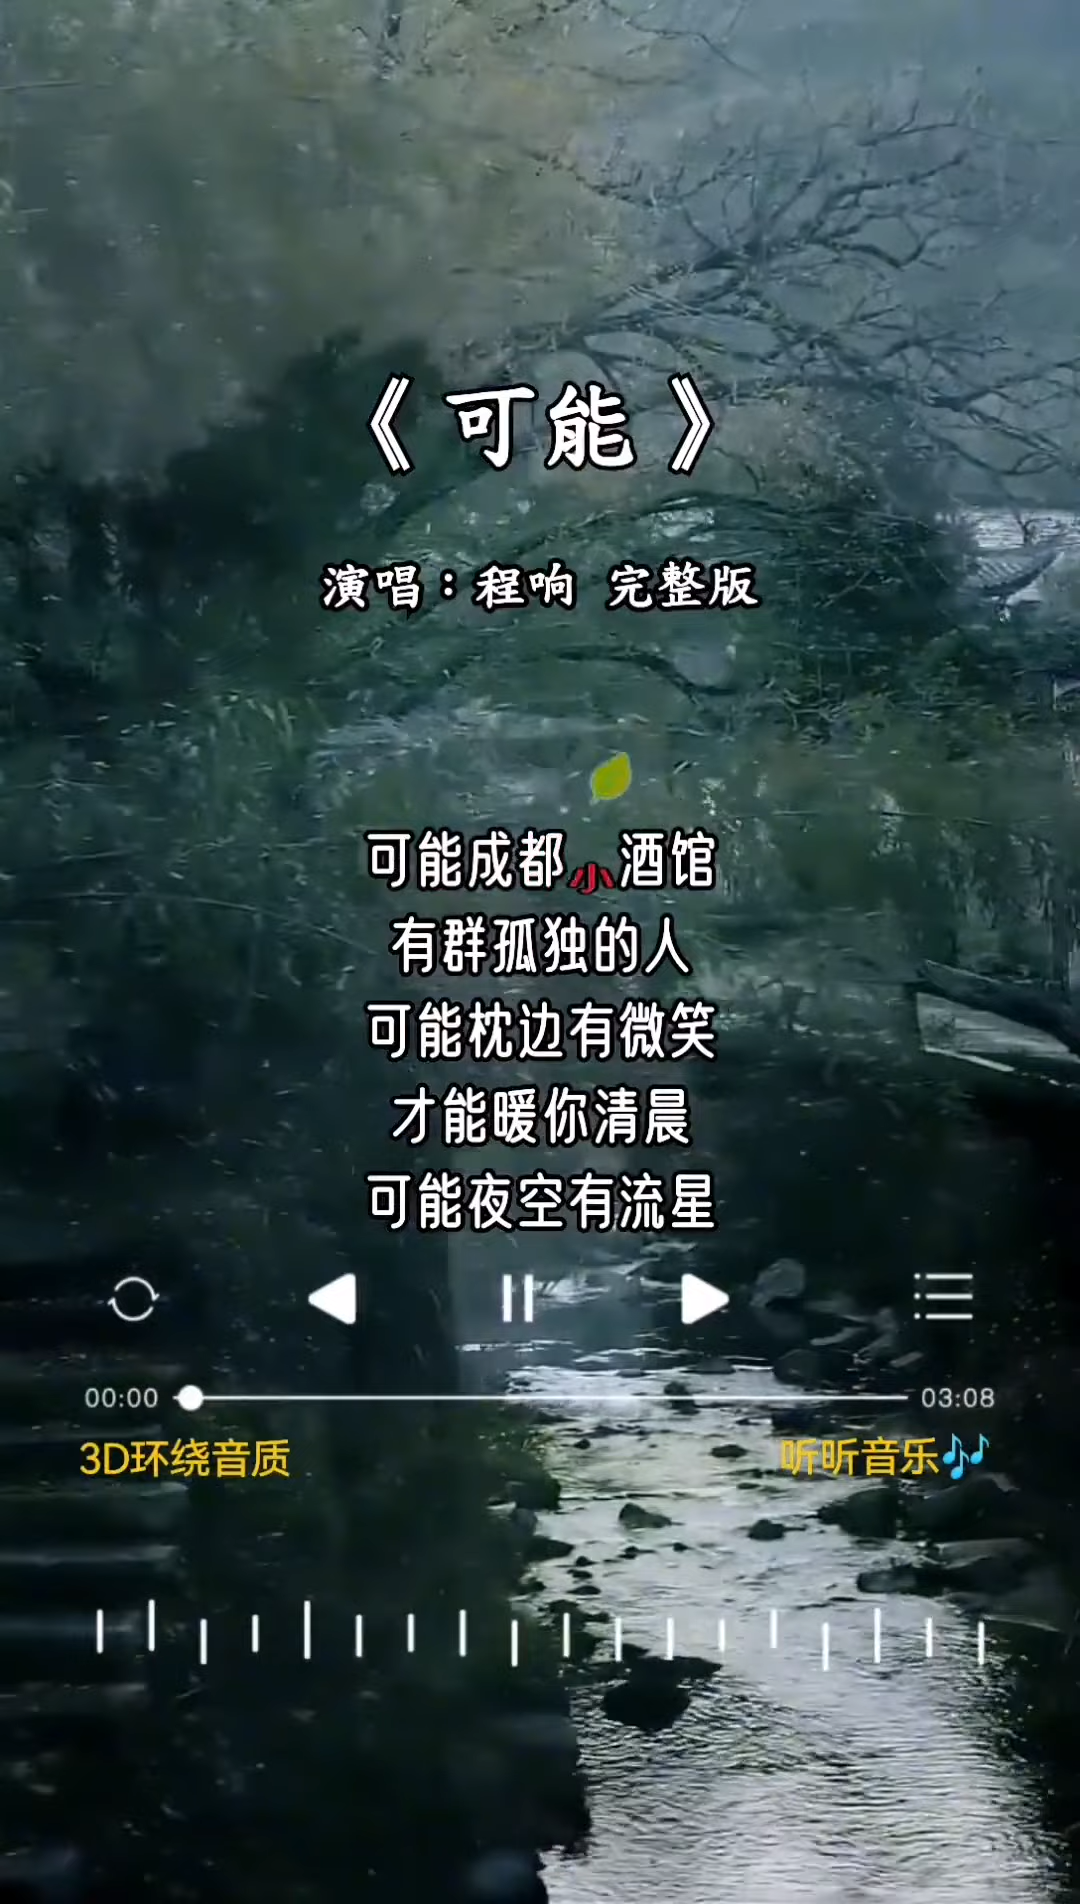 《可能》
演唱：程响 完整版
可能成都小酒馆
有群孤独的人
可能枕边有微笑
才能暖你清晨
可能夜空有流星
00:00 03:08
3D环绕音质 听听音乐🎶